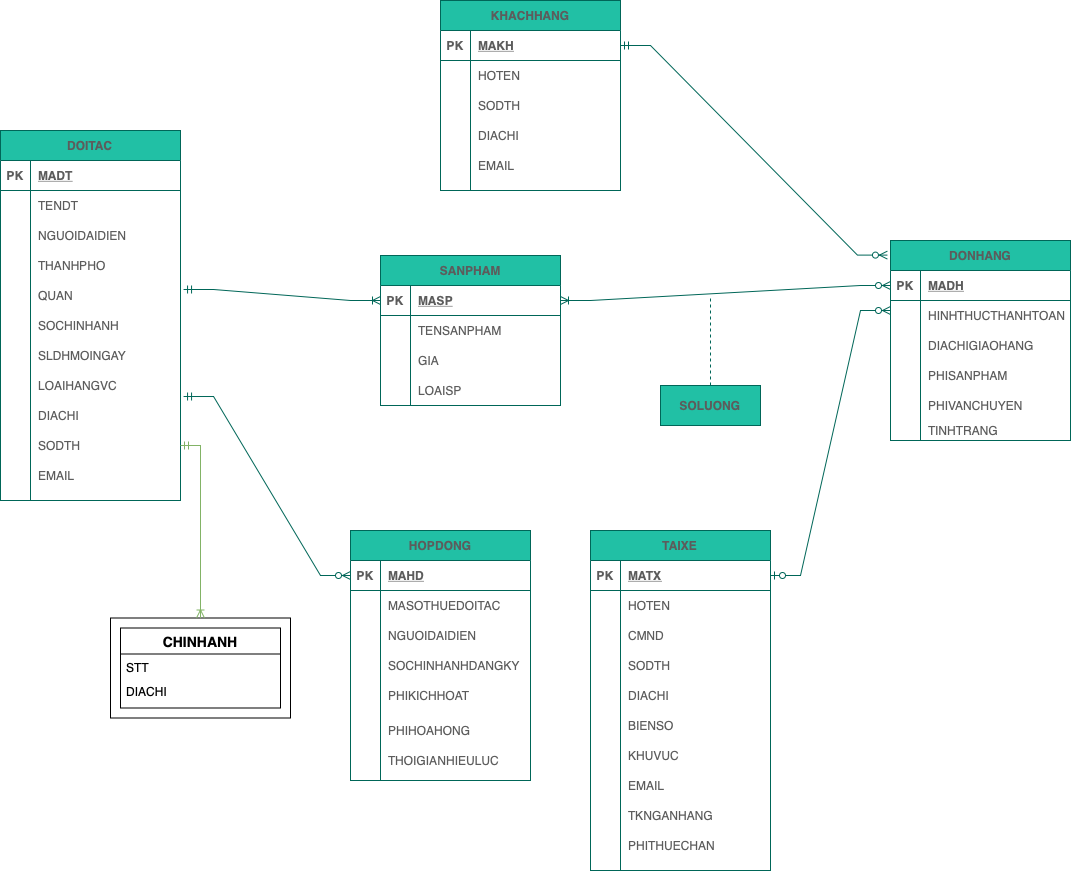 KHACHHANG
PK MAKH
HOTEN
SODTH
DIACHI
EMAIL
DOITAC
PK MADT
TENDT
NGUOIDAIDIEN
THANHPHO
QUAN
SOCHINHANH
SLDHMOINGAY
LOAIHANGVC
DIACHI
SODTH
EMAIL
SANPHAM
PK MASP
TENSANPHAM
GIA
LOAISP
DONHANG
PK MADH
HINHTHUCTHANHTOAN
DIACHIGIAOHANG
PHISANPHAM
PHIVANCHUYEN
TINHTRANG
SOLUONG
HOPDONG
PK MAHD
MASOTHUEDOITAC
NGUOIDAIDIEN
SOCHINHANHDANGKY
PHIKICHHOAT
PHIHOAHONG
THOIGIANHIEULUC
TAIXE
PK MATX
HOTEN
CMND
SODTH
DIACHI
BIENSO
KHUVUC
EMAIL
TKNGANHANG
PHITHUECHAN
CHINHANH
STT
DIACHI